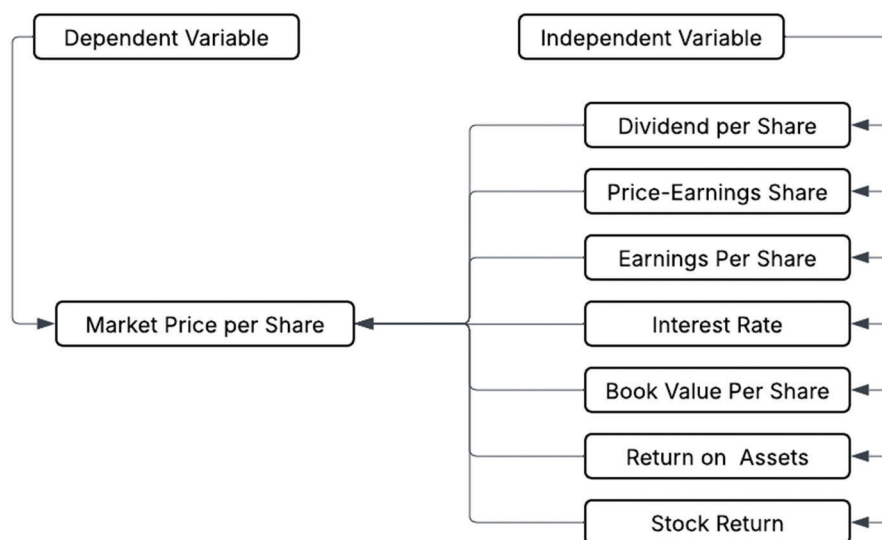 Dependent Variable
Independent Variable
Dividend per Share
Price-Earnings Share
Earnings Per Share
Market Price per Share
Interest Rate
Book Value Per Share
Return on  Assets
Stock Return